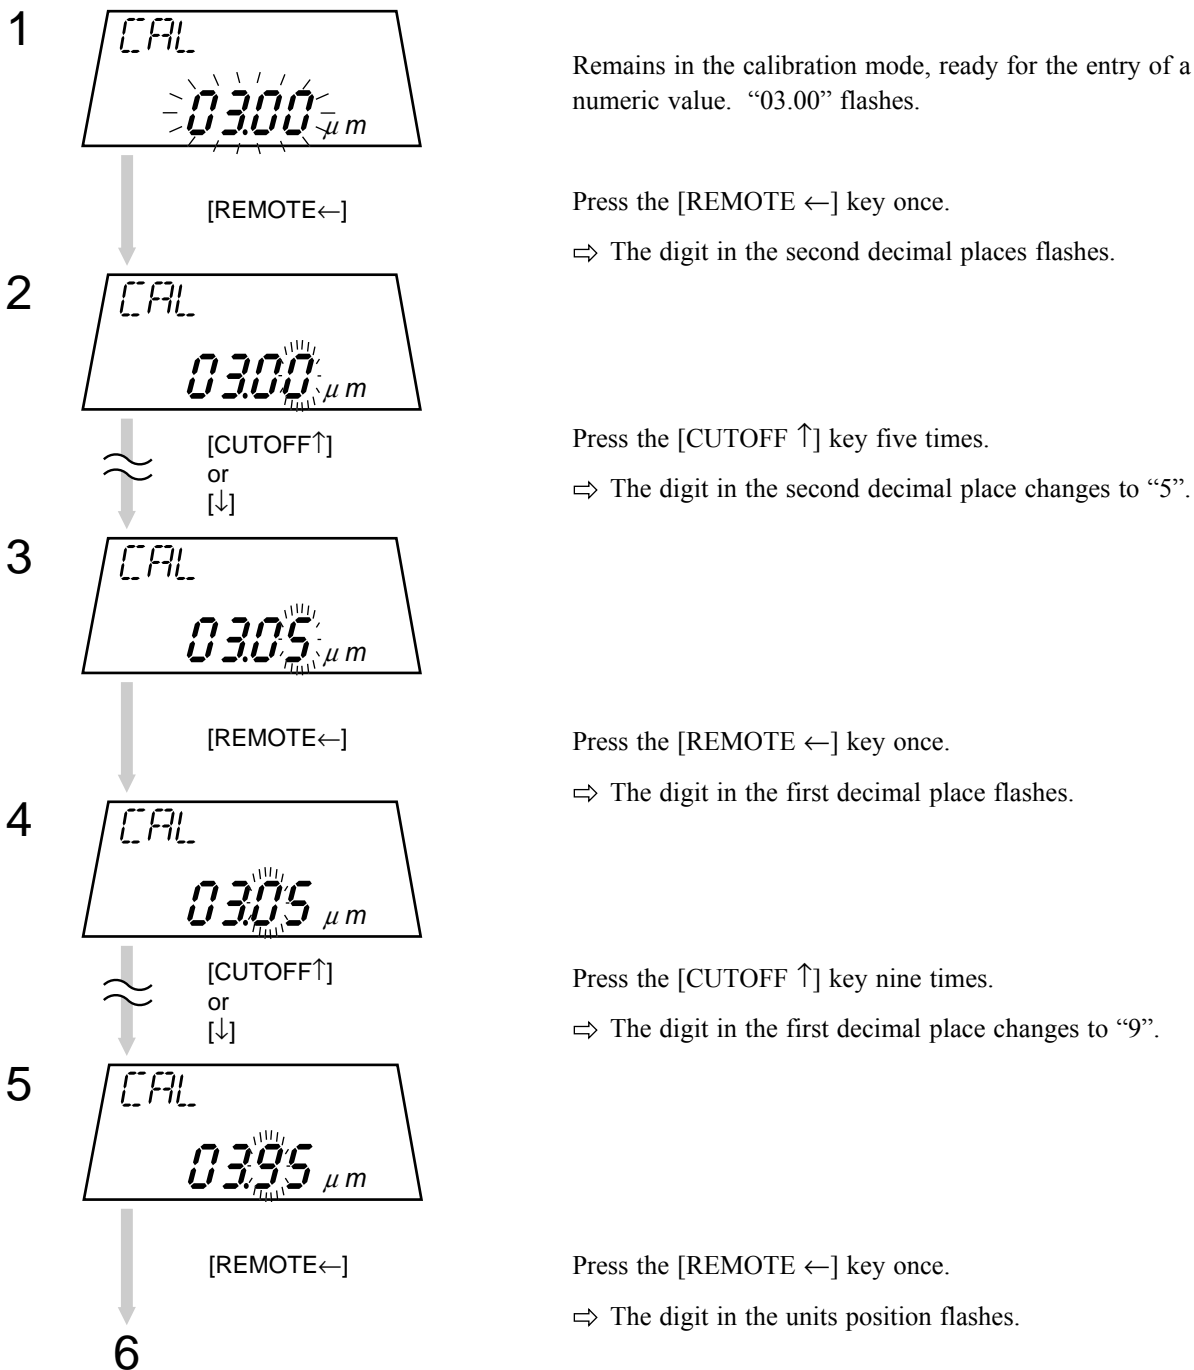 1
CAL
03.00 μm
Remains in the calibration mode, ready for the entry of a
numeric value. “03.00” flashes.
[REMOTE←]
Press the [REMOTE ←] key once.
⇨ The digit in the second decimal places flashes.
2
CAL
03.00 μm
[CUTOFF↑]
or
[↓]
Press the [CUTOFF ↑] key five times.
⇨ The digit in the second decimal place changes to “5”.
3
CAL
03.05 μm
[REMOTE←]
Press the [REMOTE ←] key once.
⇨ The digit in the first decimal place flashes.
4
CAL
03.05 μm
[CUTOFF↑]
or
[↓]
Press the [CUTOFF ↑] key nine times.
⇨ The digit in the first decimal place changes to “9”.
5
CAL
03.95 μm
[REMOTE←]
Press the [REMOTE ←] key once.
⇨ The digit in the units position flashes.
6